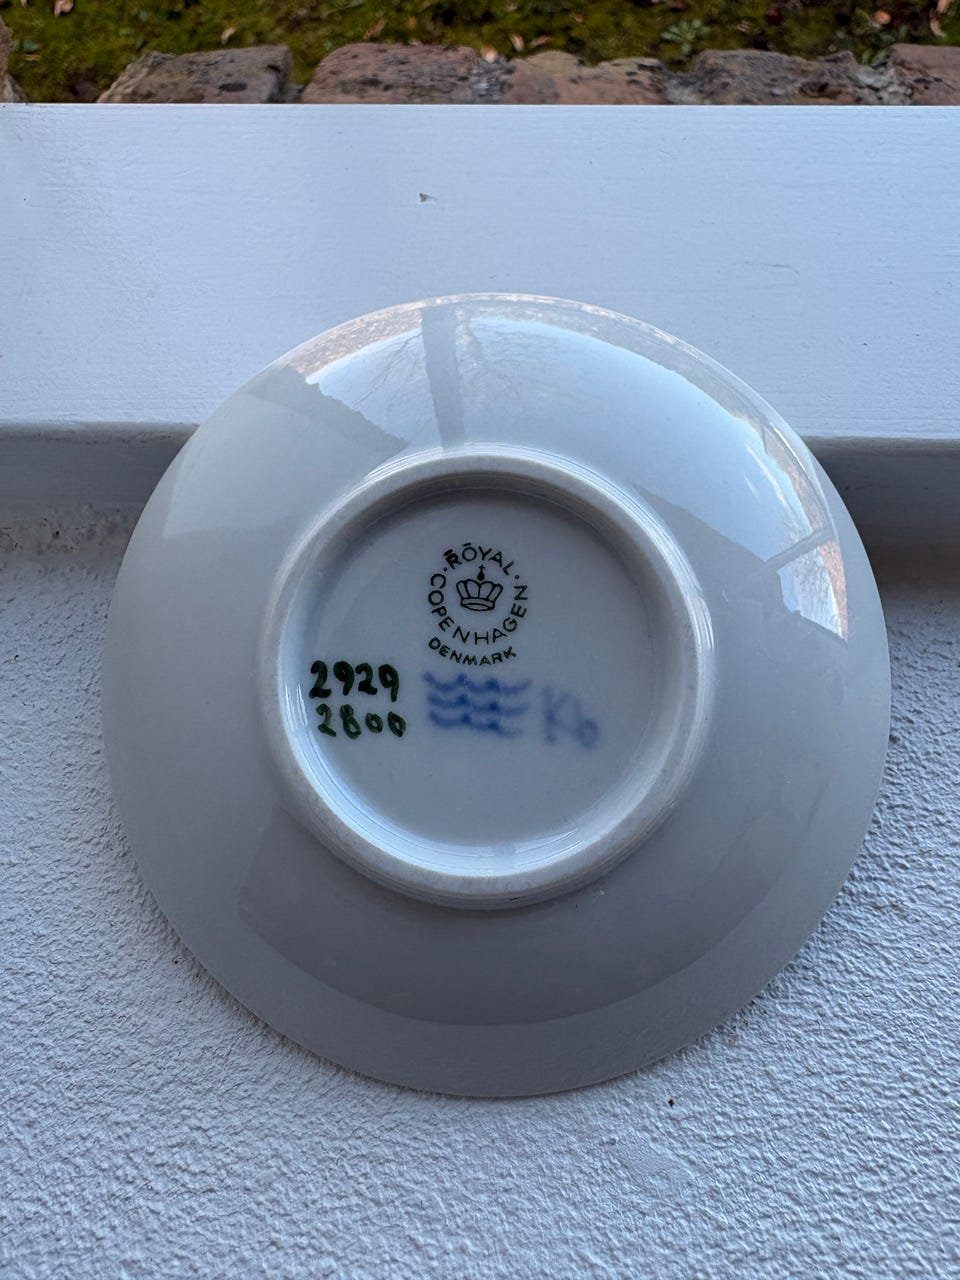 ROYAL
COPENHAGEN
DENMARK
2929
2800